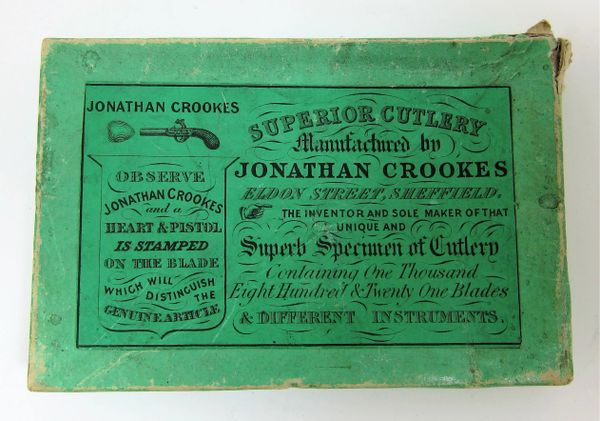 JONATHAN CROOKES
OBSERVE
JONATHAN CROOKES
and a
HEART & PISTOL
IS STAMPED
ON THE BLADE
WHICH WILL
DISTINGUISH
THE
GENUINE ARTICLE
SUPERIOR CUTLERY
Manufactured by
JONATHAN CROOKES
ELDON STREET, SHEFFIELD.
THE INVENTOR AND SOLE MAKER OF THAT
UNIQUE AND
Superb Specimen of Cutlery
Containing One Thousand
Eight Hundred & Twenty One Blades
& DIFFERENT INSTRUMENTS.